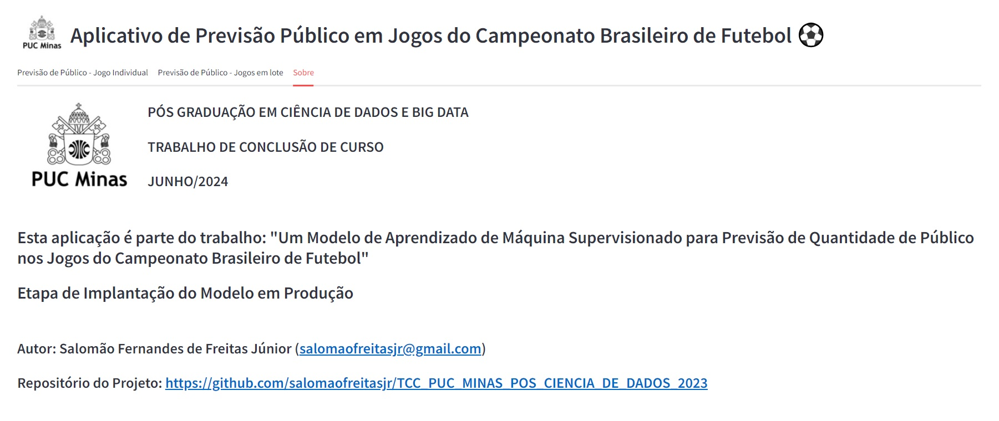 PUC Minas
Aplicativo de Previsão Público em Jogos do Campeonato Brasileiro de Futebol
Previsão de Público - Jogo Individual Previsão de Público - Jogos em lote Sobre
PUC Minas
PÓS GRADUAÇÃO EM CIÊNCIA DE DADOS E BIG DATA
TRABALHO DE CONCLUSÃO DE CURSO
JUNHO/2024
Esta aplicação é parte do trabalho: "Um Modelo de Aprendizado de Máquina Supervisionado para Previsão de Quantidade de Público
nos Jogos do Campeonato Brasileiro de Futebol"
Etapa de Implantação do Modelo em Produção
Autor: Salomão Fernandes de Freitas Júnior (salomaofreitasjr@gmail.com)
Repositório do Projeto: https://github.com/salomaofreitasjr/TCC_PUC_MINAS_POS_CIENCIA_DE_DADOS_2023